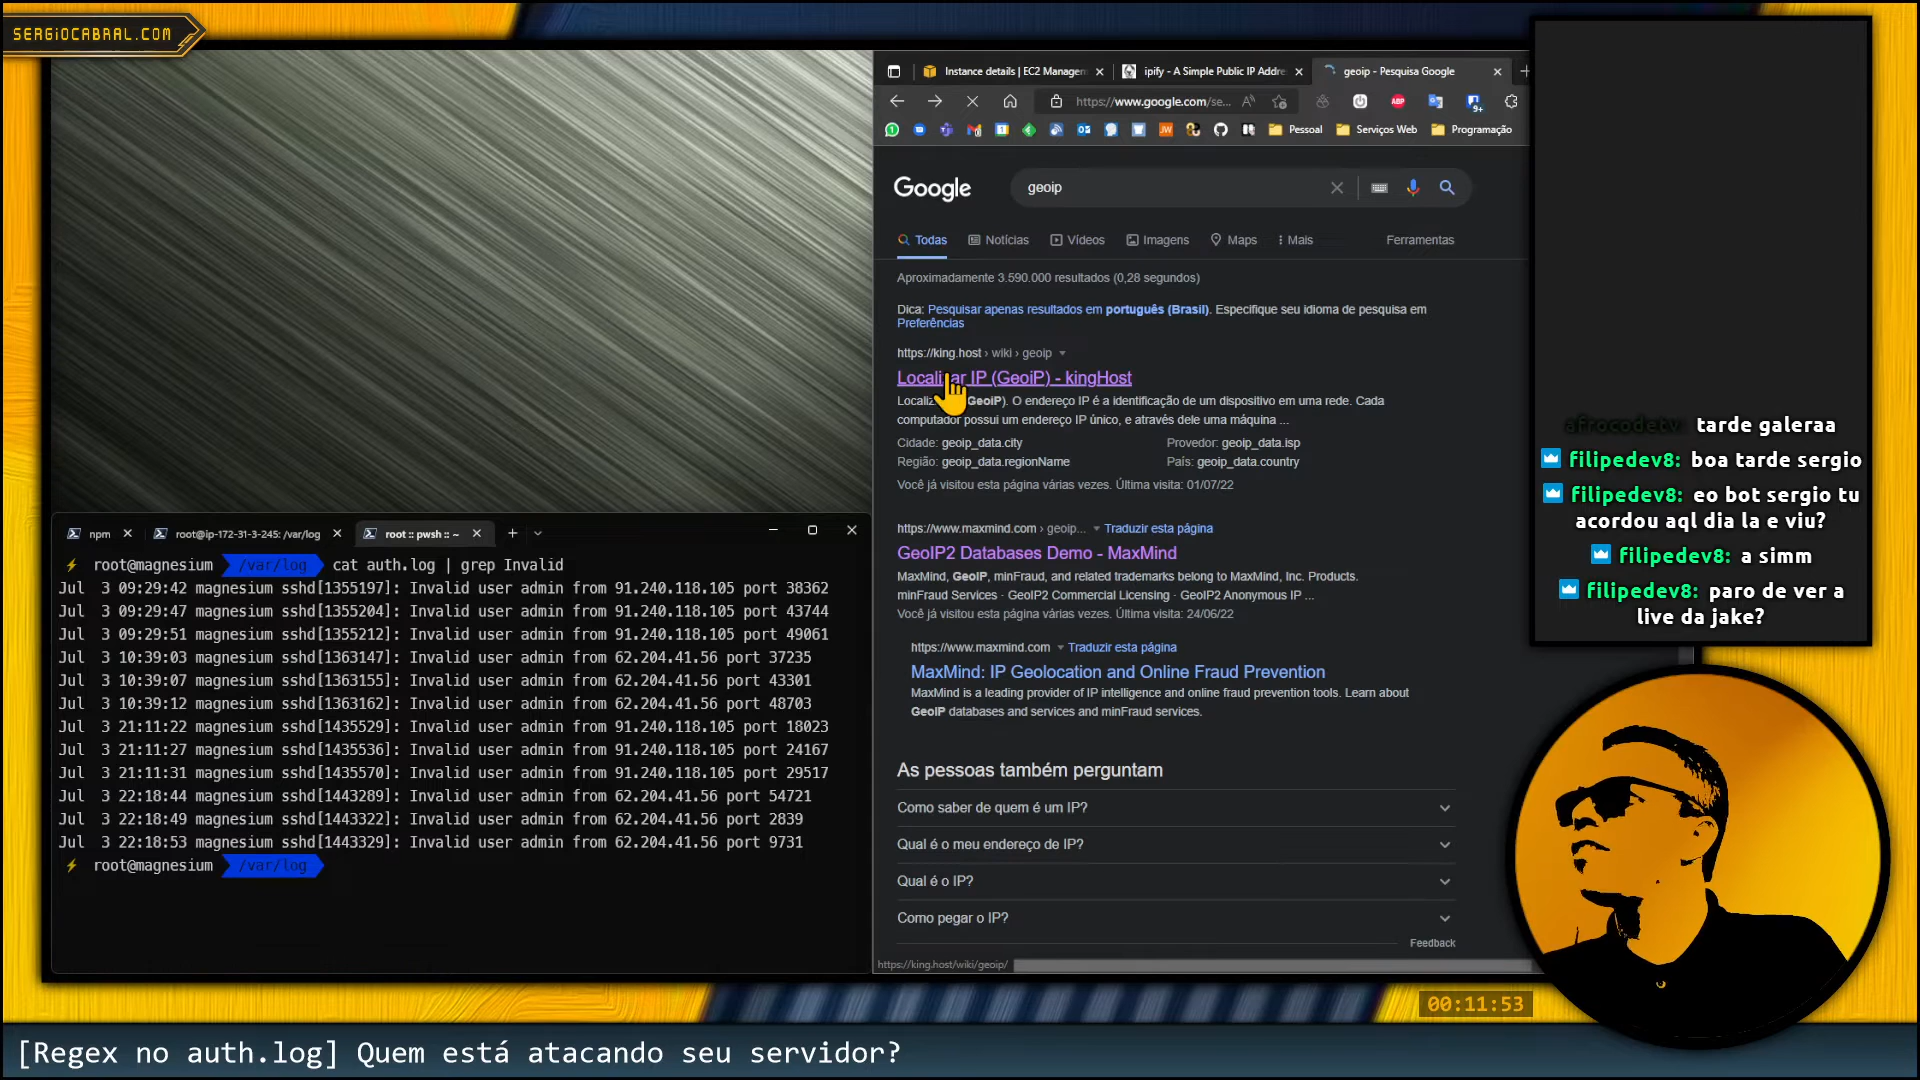 SERGIOCABRAL.COM
Instance details | EC2 Managem
ipify - A Simple Public IP Addre
geoip - Pesquisa Google
https://www.google.com/se...
Pessoal
Serviços Web
Programação
Google
geoip
Todas
Notícias
Vídeos
Imagens
Maps
Mais
Ferramentas
Aproximadamente 3.590.000 resultados (0,28 segundos)
Dica: Pesquisar apenas resultados em português (Brasil). Especifique seu idioma de pesquisa em
Preferências
https://king.host › wiki › geoip
Localizar IP (GeoiP) - kingHost
GeoiP). O endereço IP é a identificação de um dispositivo em uma rede. Cada
computador possui um endereço IP único, e através dele uma máquina ...
Cidade: geoip_data.city
Provedor: geoip_data.isp
Região: geoip_data.regionName
País: geoip_data.country
Você já visitou esta página várias vezes. Última visita: 01/07/22
https://www.maxmind.com › geoip...
Traduzir esta página
GeoIP2 Databases Demo - MaxMind
MaxMind, GeoIP, minFraud, and related trademarks belong to MaxMind, Inc. Products.
minFraud Services · GeoIP2 Commercial Licensing · GeoIP2 Anonymous IP ...
Você já visitou esta página várias vezes. Última visita: 24/06/22
https://www.maxmind.com
Traduzir esta página
MaxMind: IP Geolocation and Online Fraud Prevention
MaxMind is a leading provider of IP intelligence and online fraud prevention tools. Learn about
GeoIP databases and services and minFraud services.
As pessoas também perguntam
Como saber de quem é um IP?
Qual é o meu endereço de IP?
Qual é o IP?
Como pegar o IP?
Feedback
https://king.host/wiki/geoip/
npm
root@ip-172-31-3-245: /var/log
root :: pwsh :: ~
root@magnesium /var/log cat auth.log | grep Invalid
Jul 3 09:29:42 magnesium sshd[1355197]: Invalid user admin from 91.240.118.105 port 38362
Jul 3 09:29:47 magnesium sshd[1355204]: Invalid user admin from 91.240.118.105 port 43744
Jul 3 09:29:51 magnesium sshd[1355212]: Invalid user admin from 91.240.118.105 port 49061
Jul 3 10:39:03 magnesium sshd[1363147]: Invalid user admin from 62.204.41.56 port 37235
Jul 3 10:39:07 magnesium sshd[1363155]: Invalid user admin from 62.204.41.56 port 43301
Jul 3 10:39:12 magnesium sshd[1363162]: Invalid user admin from 62.204.41.56 port 48703
Jul 3 21:11:22 magnesium sshd[1435529]: Invalid user admin from 91.240.118.105 port 18023
Jul 3 21:11:27 magnesium sshd[1435536]: Invalid user admin from 91.240.118.105 port 24167
Jul 3 21:11:31 magnesium sshd[1435570]: Invalid user admin from 91.240.118.105 port 29517
Jul 3 22:18:44 magnesium sshd[1443289]: Invalid user admin from 62.204.41.56 port 54721
Jul 3 22:18:49 magnesium sshd[1443322]: Invalid user admin from 62.204.41.56 port 2839
Jul 3 22:18:53 magnesium sshd[1443329]: Invalid user admin from 62.204.41.56 port 9731
root@magnesium /var/log
afrocodetv: tarde galeraa
filipedev8: boa tarde sergio
filipedev8: eo bot sergio tu
acordou aql dia la e viu?
filipedev8: a simm
filipedev8: paro de ver a
live da jake?
00:11:53
[Regex no auth.log] Quem está atacando seu servidor?